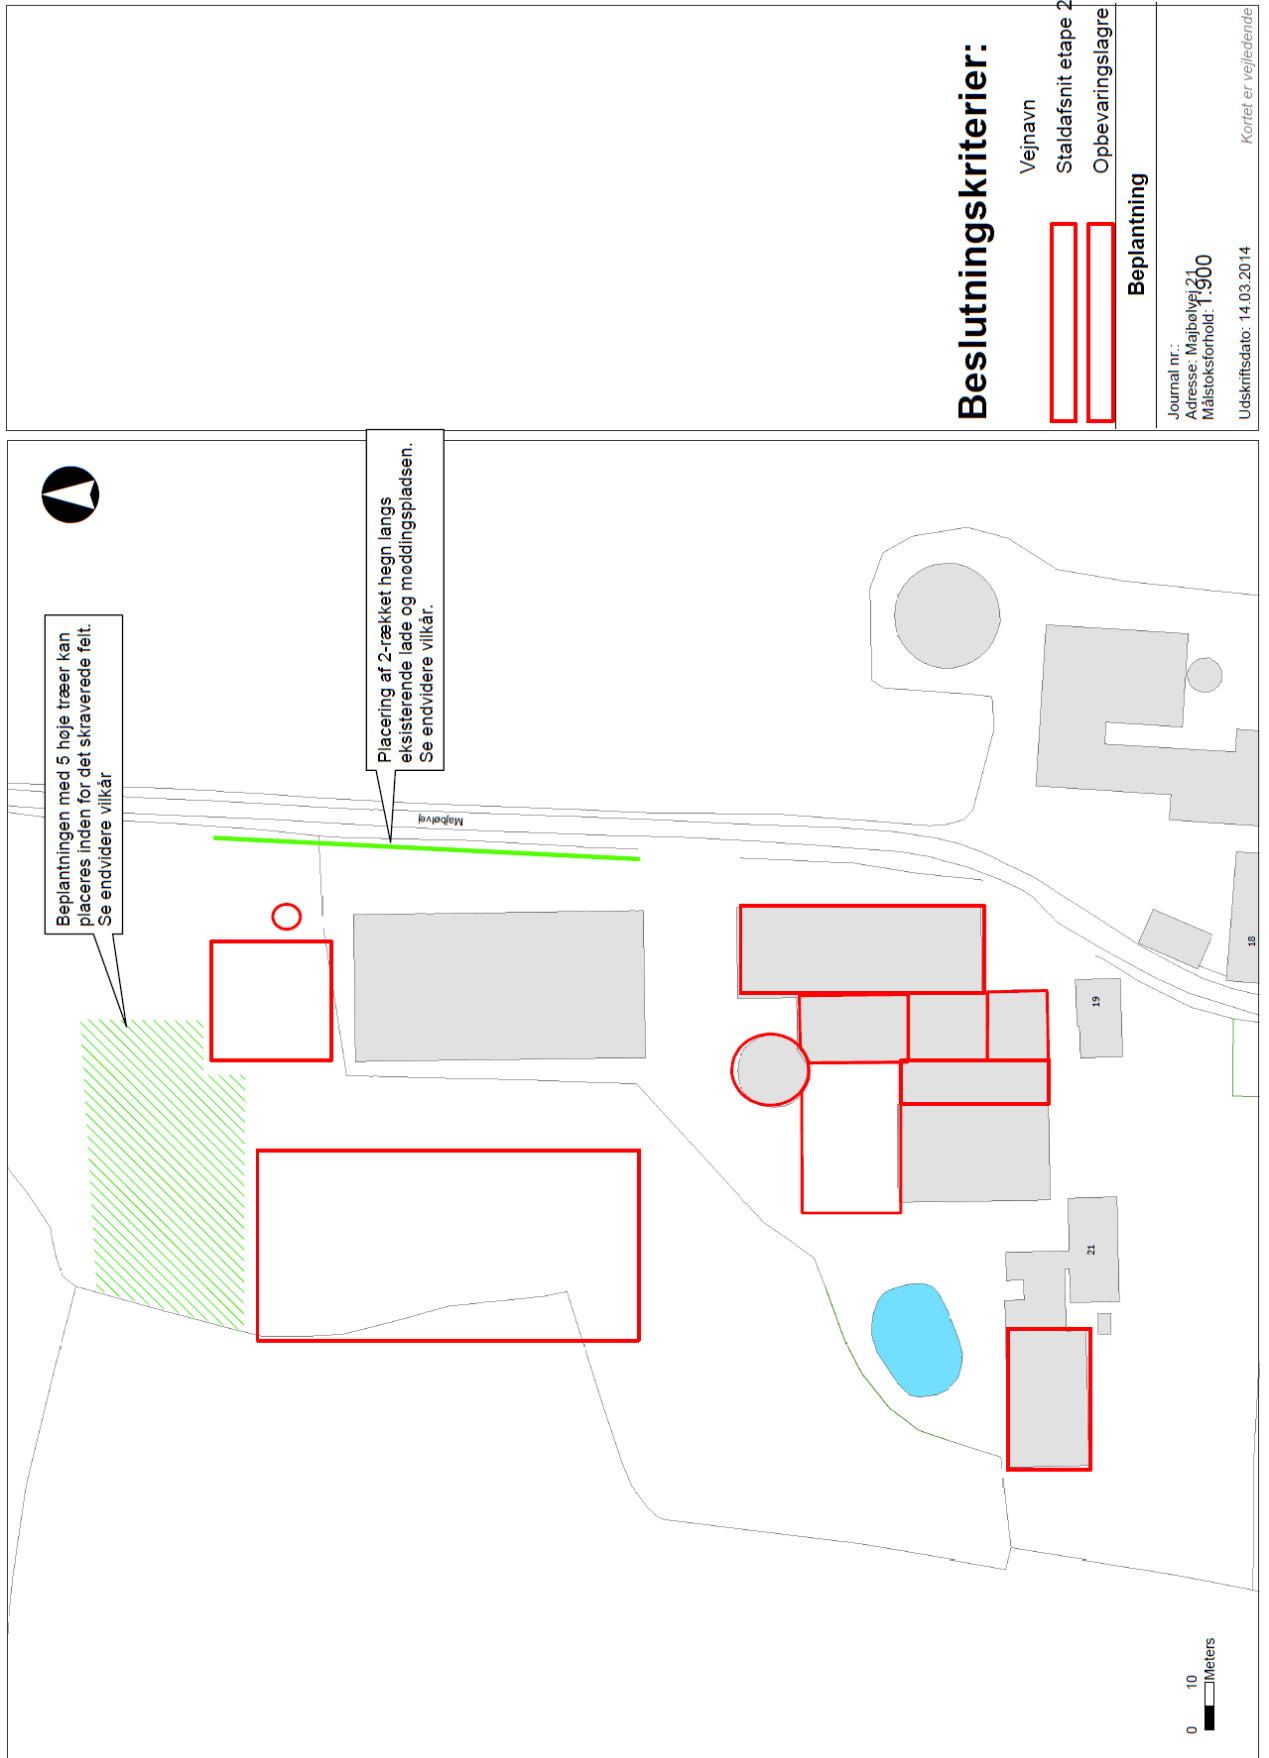 Beplantningen med 5 høje træer kan
placeres inden for det skraverede felt.
Se endvidere vilkår
Placering af 2-rækket hegn langs
eksisterende lade og møddingspladsen.
Se endvidere vilkår.
Majbølvej
18
19
21
0 10
Meters
Beslutningskriterier:
Vejnavn
Staldafsnit etape 2
Opbevaringslagre
Beplantning
Journal nr.:
Adresse: Majbølvej 21
Målstoksforhold: 1:900
Udskriftsdato: 14.03.2014
Kortet er vejledende